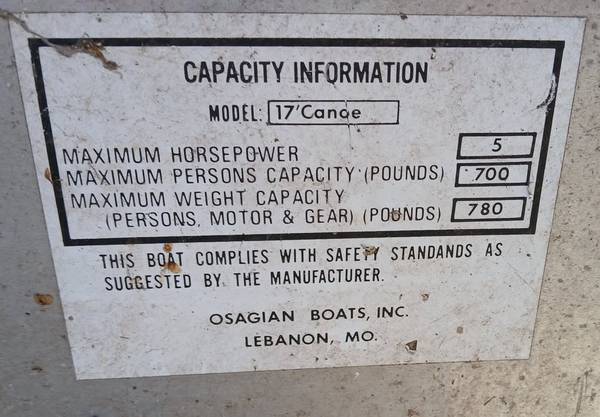 CAPACITY INFORMATION
MODEL: 17'Canoe
MAXIMUM HORSEPOWER 5
MAXIMUM PERSONS CAPACITY (POUNDS) 700
MAXIMUM WEIGHT CAPACITY
(PERSONS, MOTOR & GEAR) (POUNDS) 780
THIS BOAT COMPLIES WITH SAFETY STANDARDS AS
SUGGESTED BY THE MANUFACTURER.
OSAGIAN BOATS, INC.
LEBANON, MO.